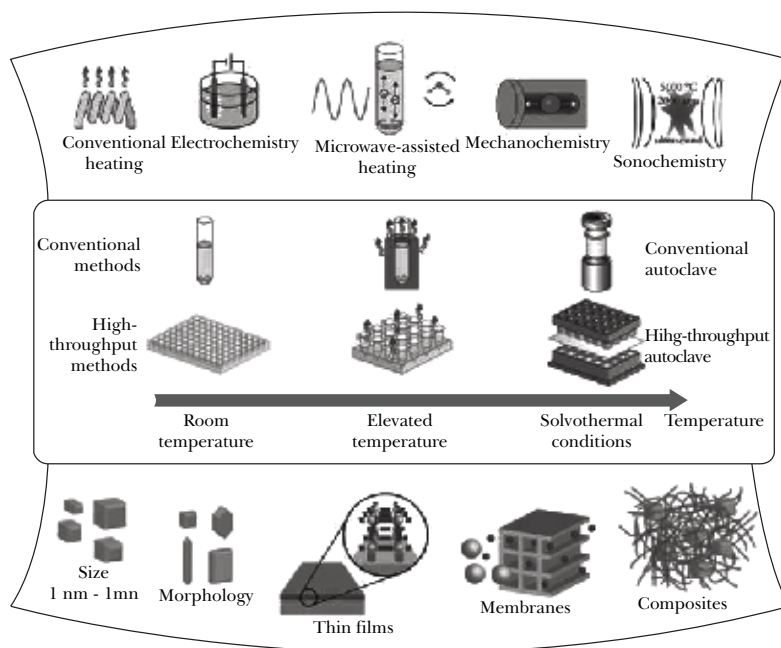 5000 °C
Conventional
heating
Electrochemistry
Microwave-assisted
heating
Mechanochemistry
Sonochemistry
Conventional
methods
Conventional
autoclave
High-
throughput
methods
Hihg-throughput
autoclave
Room
temperature
Elevated
temperature
Solvothermal
conditions
Temperature
Size
1 nm - 1mn
Morphology
Thin films
Membranes
Composites